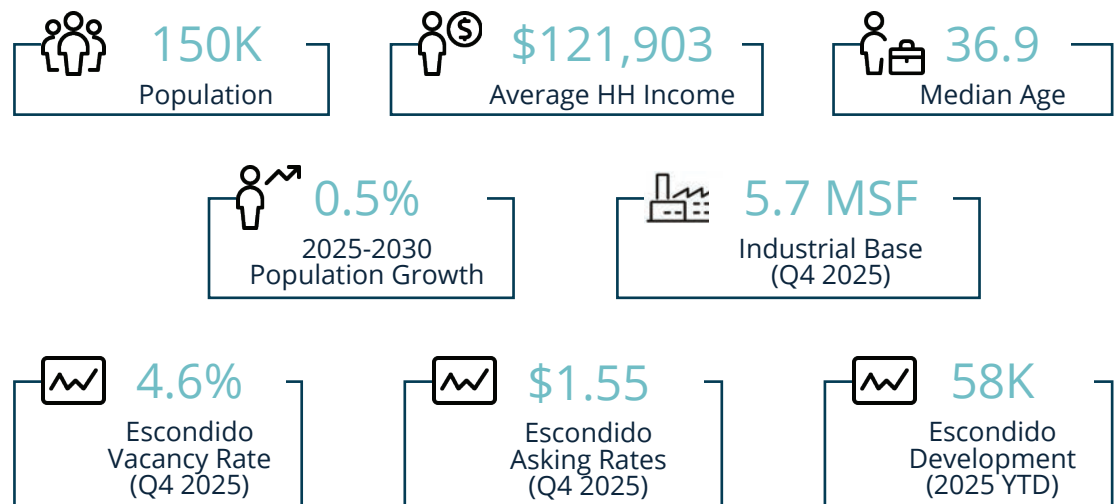 150K
Population
$121,903
Average HH Income
36.9
Median Age
0.5%
2025-2030
Population Growth
5.7 MSF
Industrial Base
(Q4 2025)
4.6%
Escondido
Vacancy Rate
(Q4 2025)
$1.55
Escondido
Asking Rates
(Q4 2025)
58K
Escondido
Development
(2025 YTD)